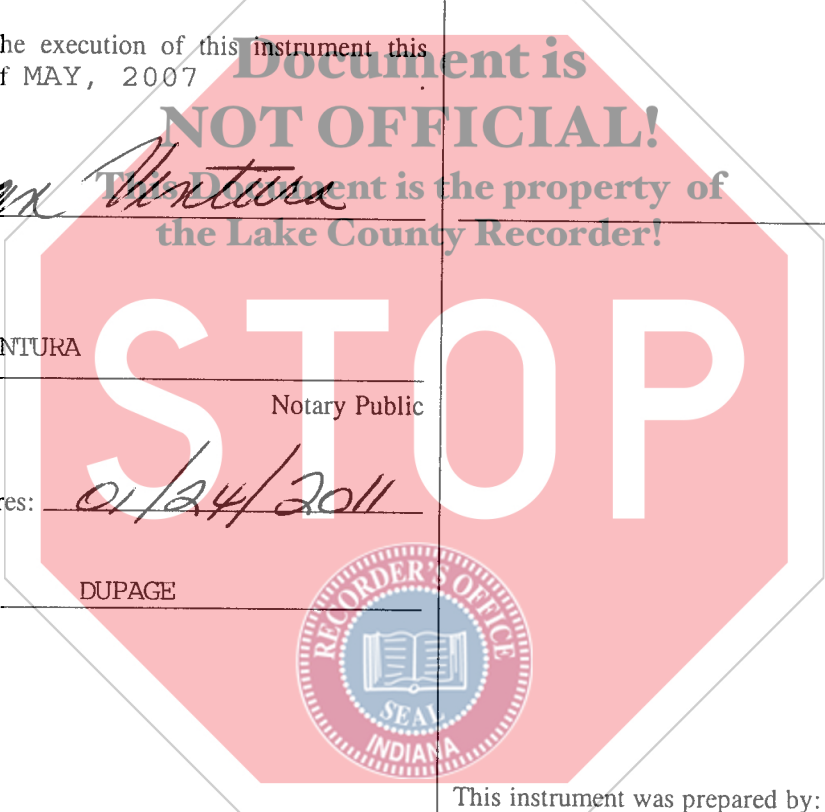 he execution of this instrument this
f MAY, 2007
Document is
NOT OFFICIAL!
This Document is the property of
the Lake County Recorder!
Ventura
NTURA
STOP
Notary Public
res: 01/24/2011
DUPAGE
RECORDER'S OFFICE
SEAL
INDIANA
This instrument was prepared by: